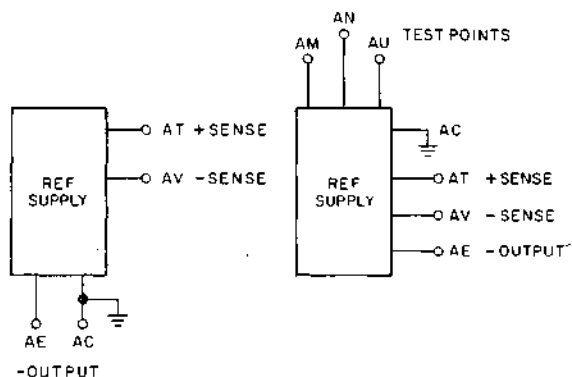 AN
AM AU TEST POINTS
AC
AT +SENSE
AT +SENSE
REF
SUPPLY
AV -SENSE
REF
SUPPLY
AV -SENSE
AE -OUTPUT
AE AC
-OUTPUT